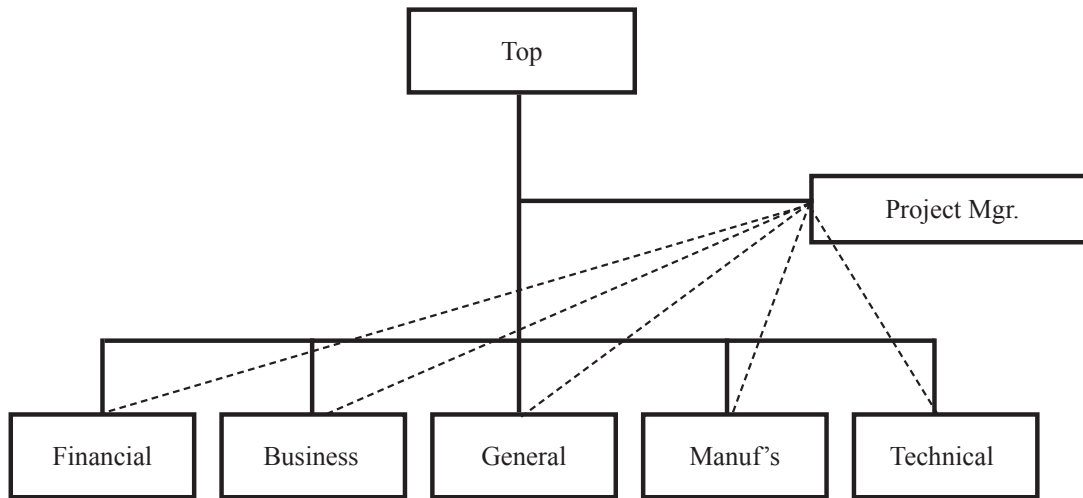 Top
Project Mgr.
Financial
Business
General
Manuf’s
Technical